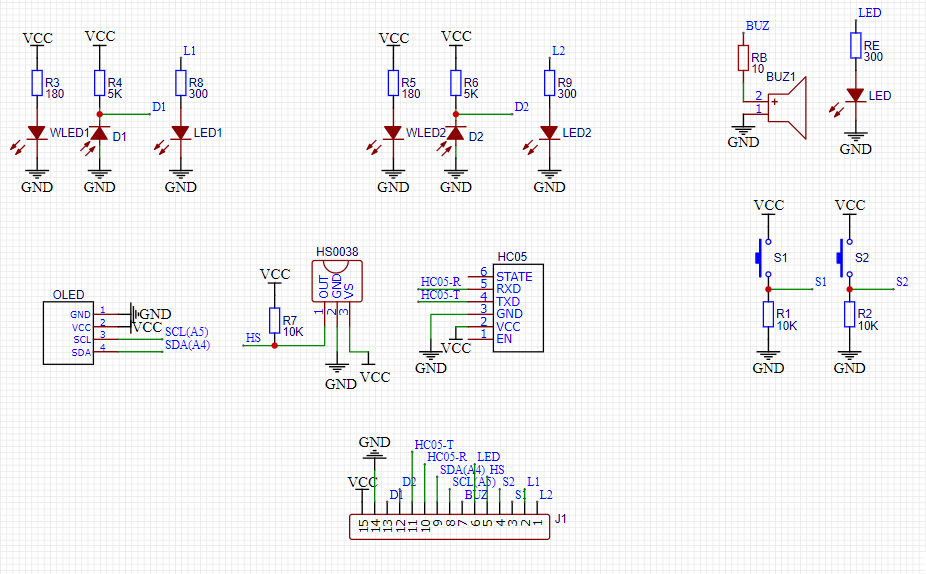 VCC VCC L1 VCC VCC L2 BUZ LED
R3 180 R4 5K R8 300 R5 180 R6 5K R9 300 RB 10 RE 300
D1 D2 BUZ1 2 1 LED
WLED1 D1 LED1 WLED2 D2 LED2
GND GND GND GND GND GND GND GND
VCC VCC
S1 S2
S1 S2
R1 10K R2 10K
GND GND
OLED
GND 1 GND
VCC 2 VCC
SCL 3 SCL(A5)
SDA 4 SDA(A4)
HS0038
OUT GND VS
1 2 3
VCC
R7 10K
HS
GND VCC
HC05
6 STATE
HC05-R 5 RXD
HC05-T 4 TXD
3 GND
2 VCC
1 EN
VCC
GND
GND HC05-T
HC05-R LED
SDA(A4) HS
VCC D2 SCL(A5) S2 L1
D1 BUZ S1 L2
15 14 13 12 11 10 9 8 7 6 5 4 3 2 1 J1